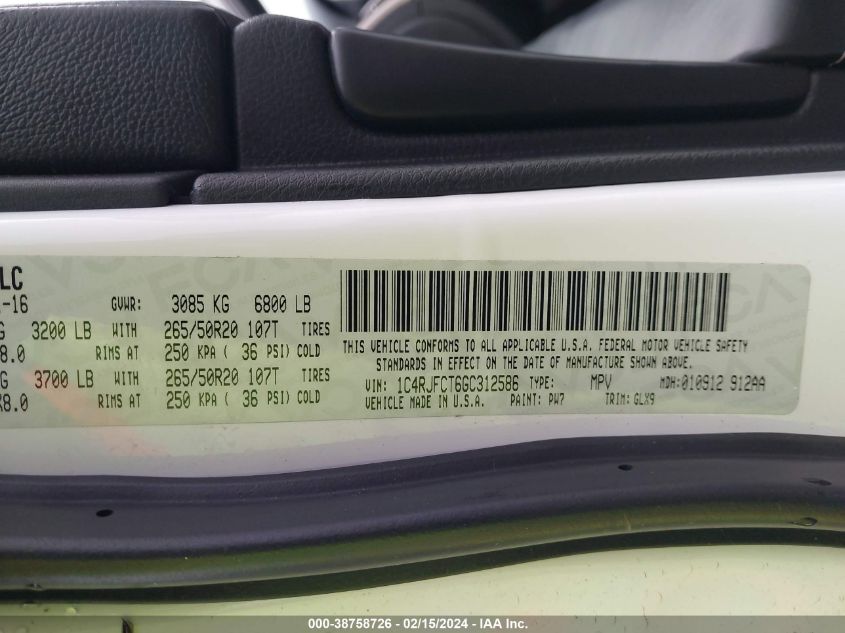 LC
-16 GVWR: 3085 KG 6800 LB
G 3200 LB WITH 265/50R20 107T TIRES
8.0 RIMS AT 250 KPA ( 36 PSI) COLD
G 3700 LB WITH 265/50R20 107T TIRES
X8.0 RIMS AT 250 KPA ( 36 PSI) COLD
THIS VEHICLE CONFORMS TO ALL APPLICABLE U.S.A. FEDERAL MOTOR VEHICLE SAFETY
STANDARDS IN EFFECT ON THE DATE OF MANUFACTURE SHOWN ABOVE.
VIN: 1C4RJFCT6GC312586 TYPE: MPV MDH:010912 912AA
VEHICLE MADE IN U.S.A. PAINT: PW7 TRIM:GLX9
000-38758726 - 02/15/2024 - IAA Inc.